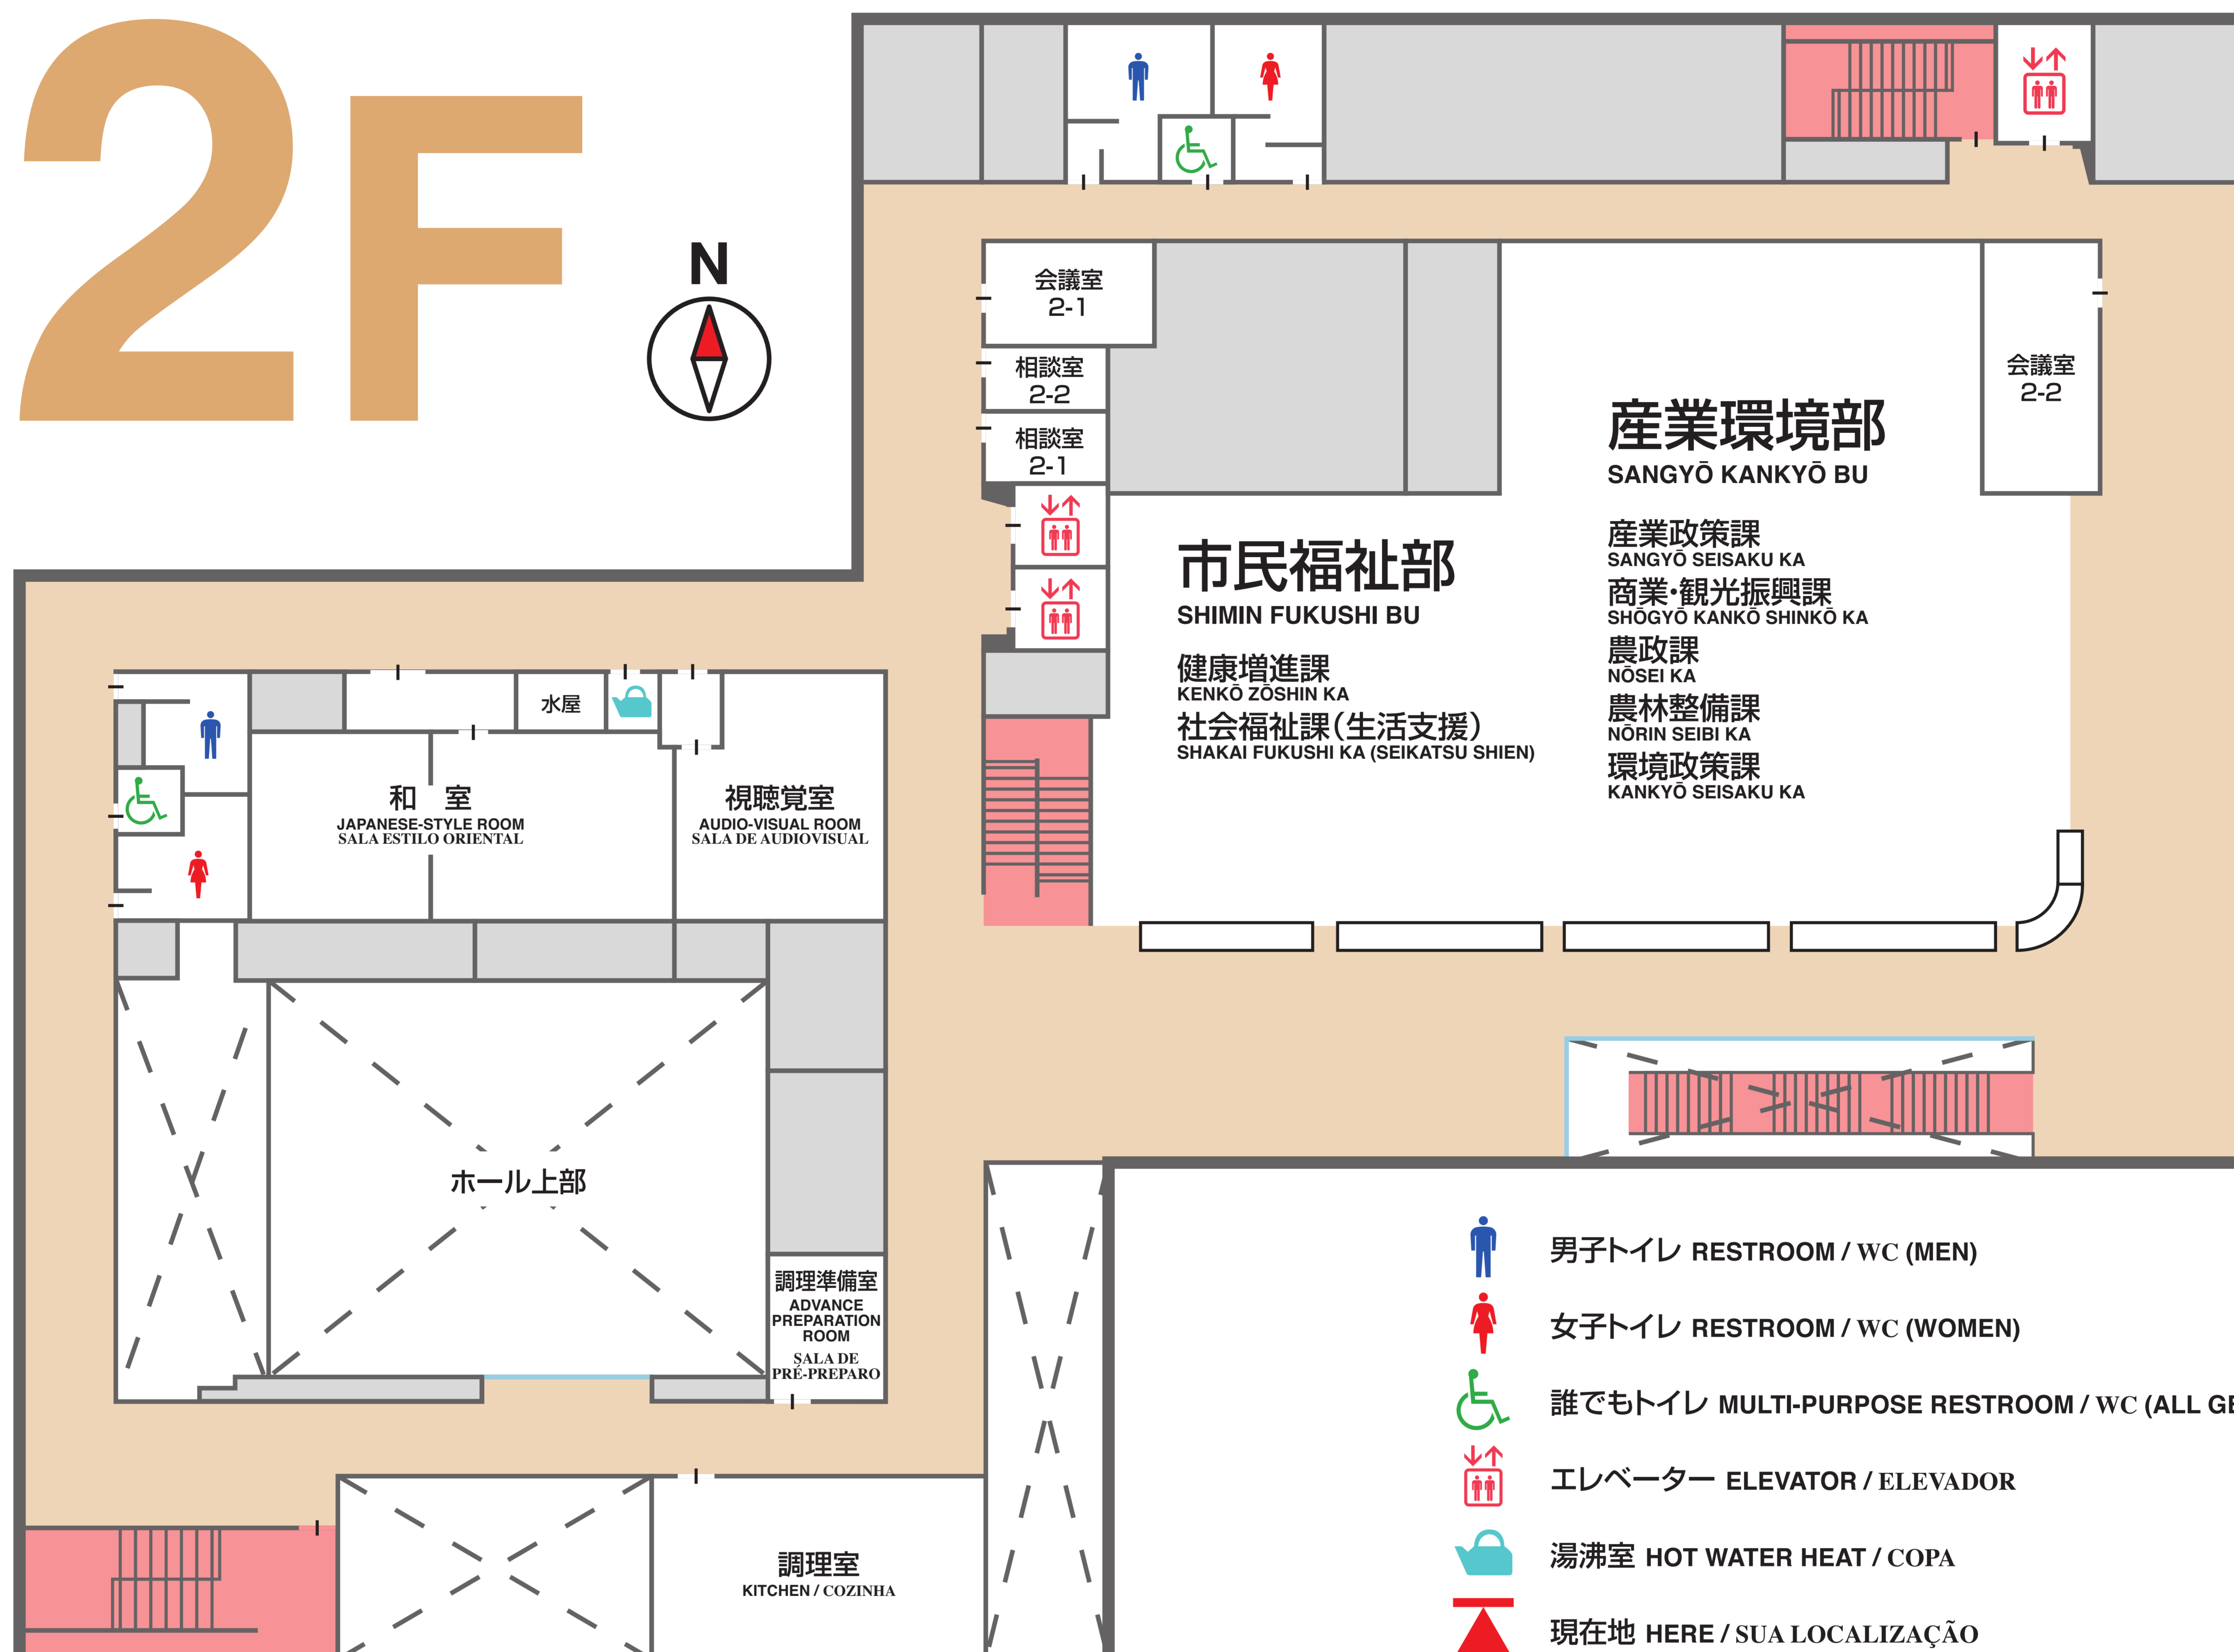 2F
N
会議室
2-1
相談室
2-2
相談室
2-1
会議室
2-2
産業環境部
SANGYŌ KANKYŌ BU
産業政策課
SANGYŌ SEISAKU KA
商業・観光振興課
SHŌGYŌ KANKŌ SHINKŌ KA
農政課
NŌSEI KA
農林整備課
NŌRIN SEIBI KA
環境政策課
KANKYŌ SEISAKU KA
市民福祉部
SHIMIN FUKUSHI BU
健康増進課
KENKŌ ZŌSHIN KA
社会福祉課(生活支援)
SHAKAI FUKUSHI KA (SEIKATSU SHIEN)
水屋
和 室
JAPANESE-STYLE ROOM
SALA ESTILO ORIENTAL
視聴覚室
AUDIO-VISUAL ROOM
SALA DE AUDIOVISUAL
ホール上部
調理準備室
ADVANCE
PREPARATION
ROOM
SALA DE
PRÉ-PREPARO
調理室
KITCHEN / COZINHA
男子トイレ RESTROOM / WC (MEN)
女子トイレ RESTROOM / WC (WOMEN)
誰でもトイレ MULTI-PURPOSE RESTROOM / WC (ALL
エレベーター ELEVATOR / ELEVADOR
湯沸室 HOT WATER HEAT / COPA
現在地 HERE / SUA LOCALIZAÇÃO